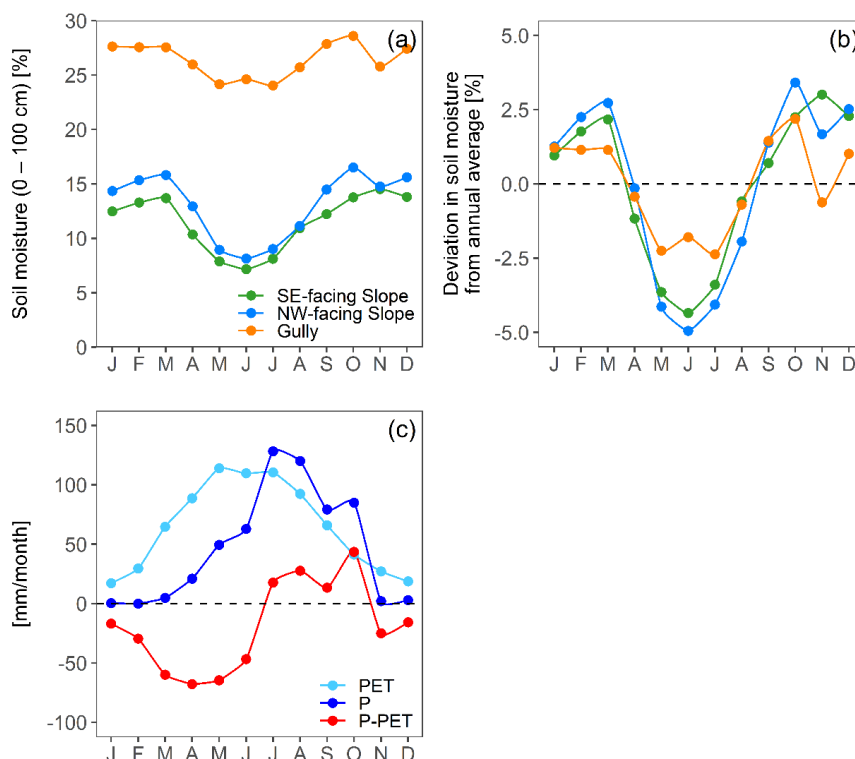 (a)
Soil moisture (0 – 100 cm) [%]
30
25
20
15
10
5
0
SE-facing Slope
NW-facing Slope
Gully
J F M A M J J A S O N D
(b)
Deviation in soil moisture
from annual average [%]
5.0
2.5
0.0
-2.5
-5.0
J F M A M J J A S O N D
(c)
[mm/month]
150
100
50
0
-50
-100
PET
P
P-PET
J F M A M J J A S O N D